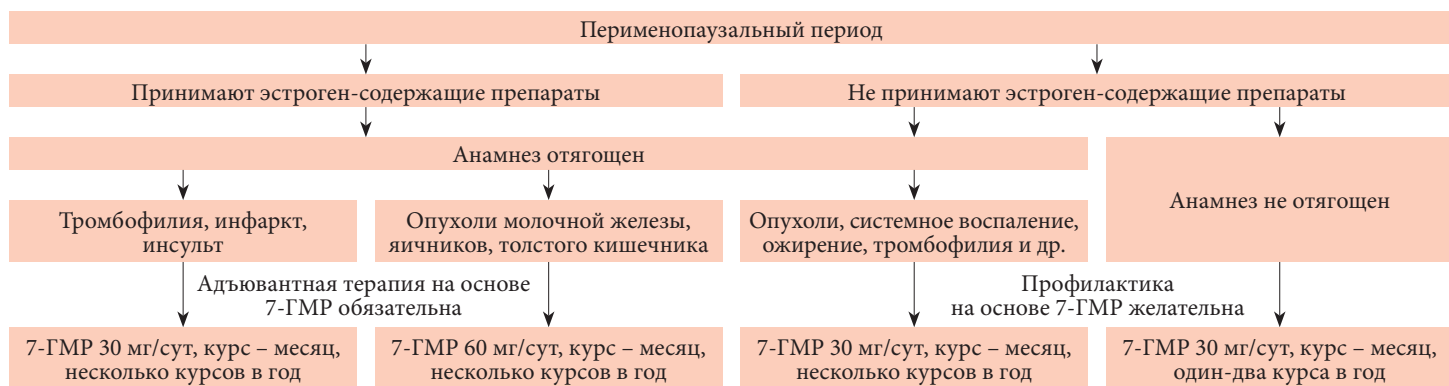 Перименопаузальный период
Принимают эстроген-содержащие препараты
Не принимают эстроген-содержащие препараты
Анамнез отягощен
Анамнез не отягощен
Тромбофилия, инфаркт,
инсульт
Опухоли молочной железы,
яичников, толстого кишечника
Опухоли, системное воспаление,
ожирение, тромбофилия и др.
Адъювантная терапия на основе
7-ГМР обязательна
Профилактика
на основе 7-ГМР желательна
7-ГМР 30 мг/сут, курс – месяц,
несколько курсов в год
7-ГМР 60 мг/сут, курс – месяц,
несколько курсов в год
7-ГМР 30 мг/сут, курс – месяц,
несколько курсов в год
7-ГМР 30 мг/сут, курс – месяц,
один-два курса в год